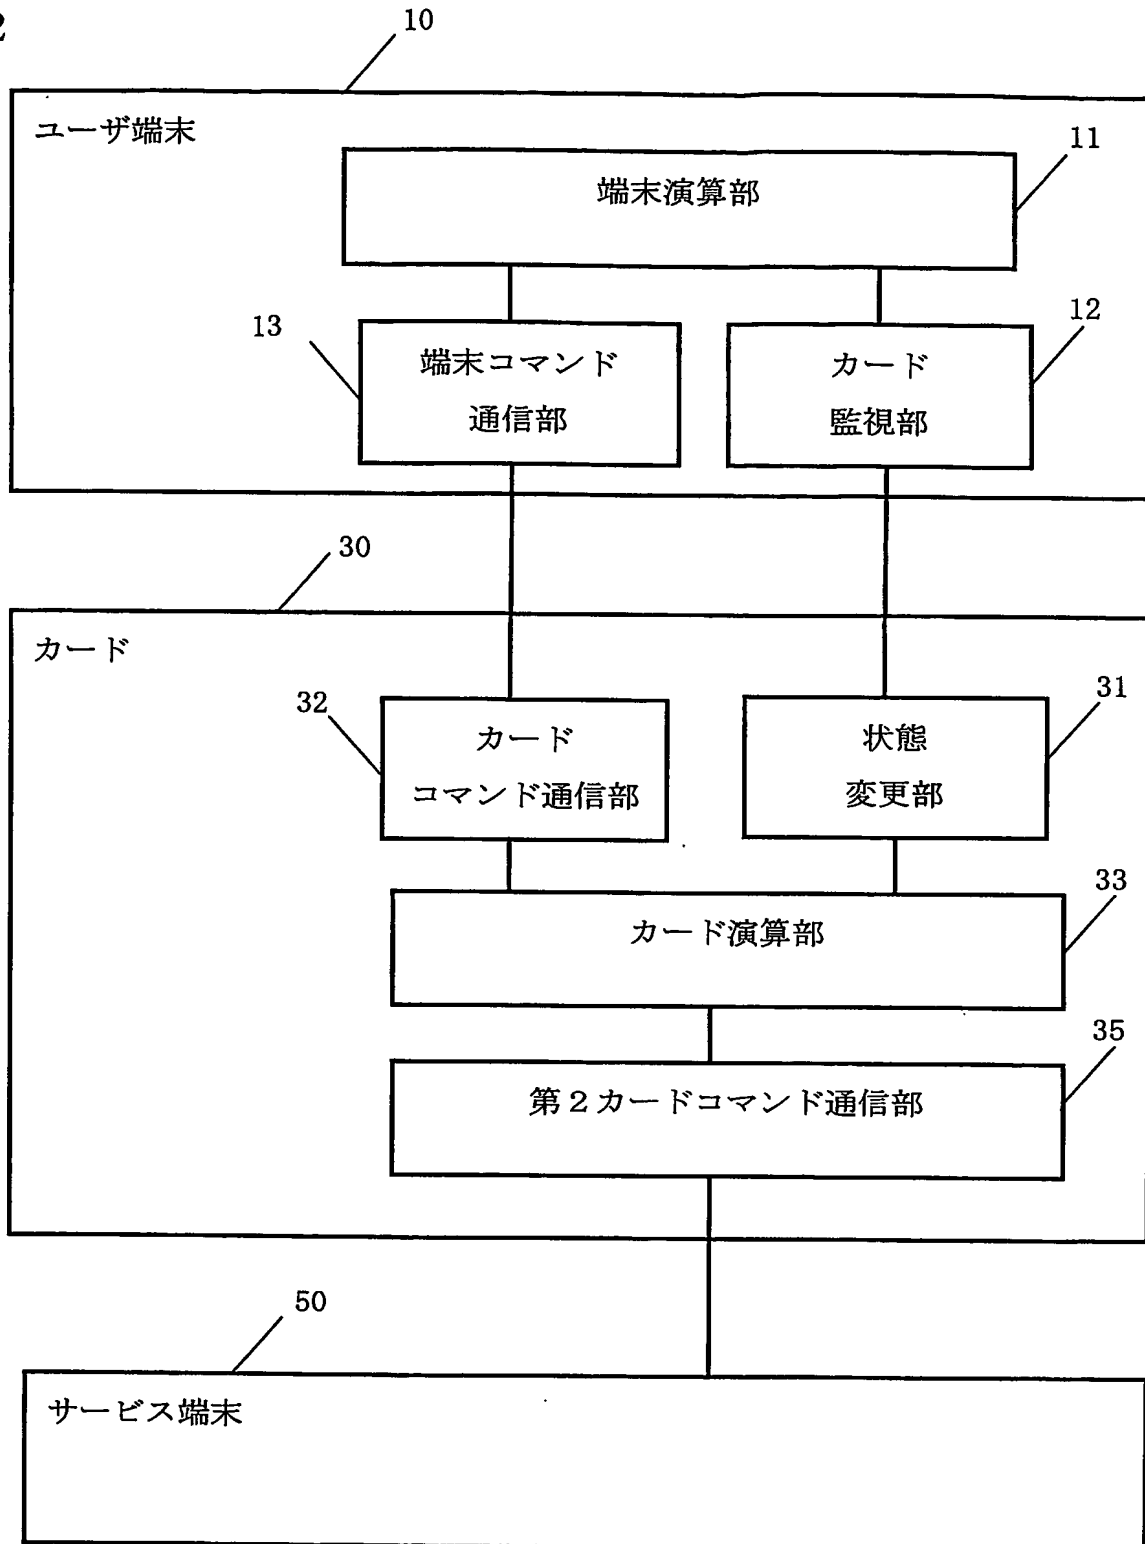 2
10
ユーザ端末
11
端末演算部
13
端末コマンド
通信部
12
カード
監視部
30
カード
32
カード
コマンド通信部
31
状態
変更部
33
カード演算部
35
第2カードコマンド通信部
50
サービス端末